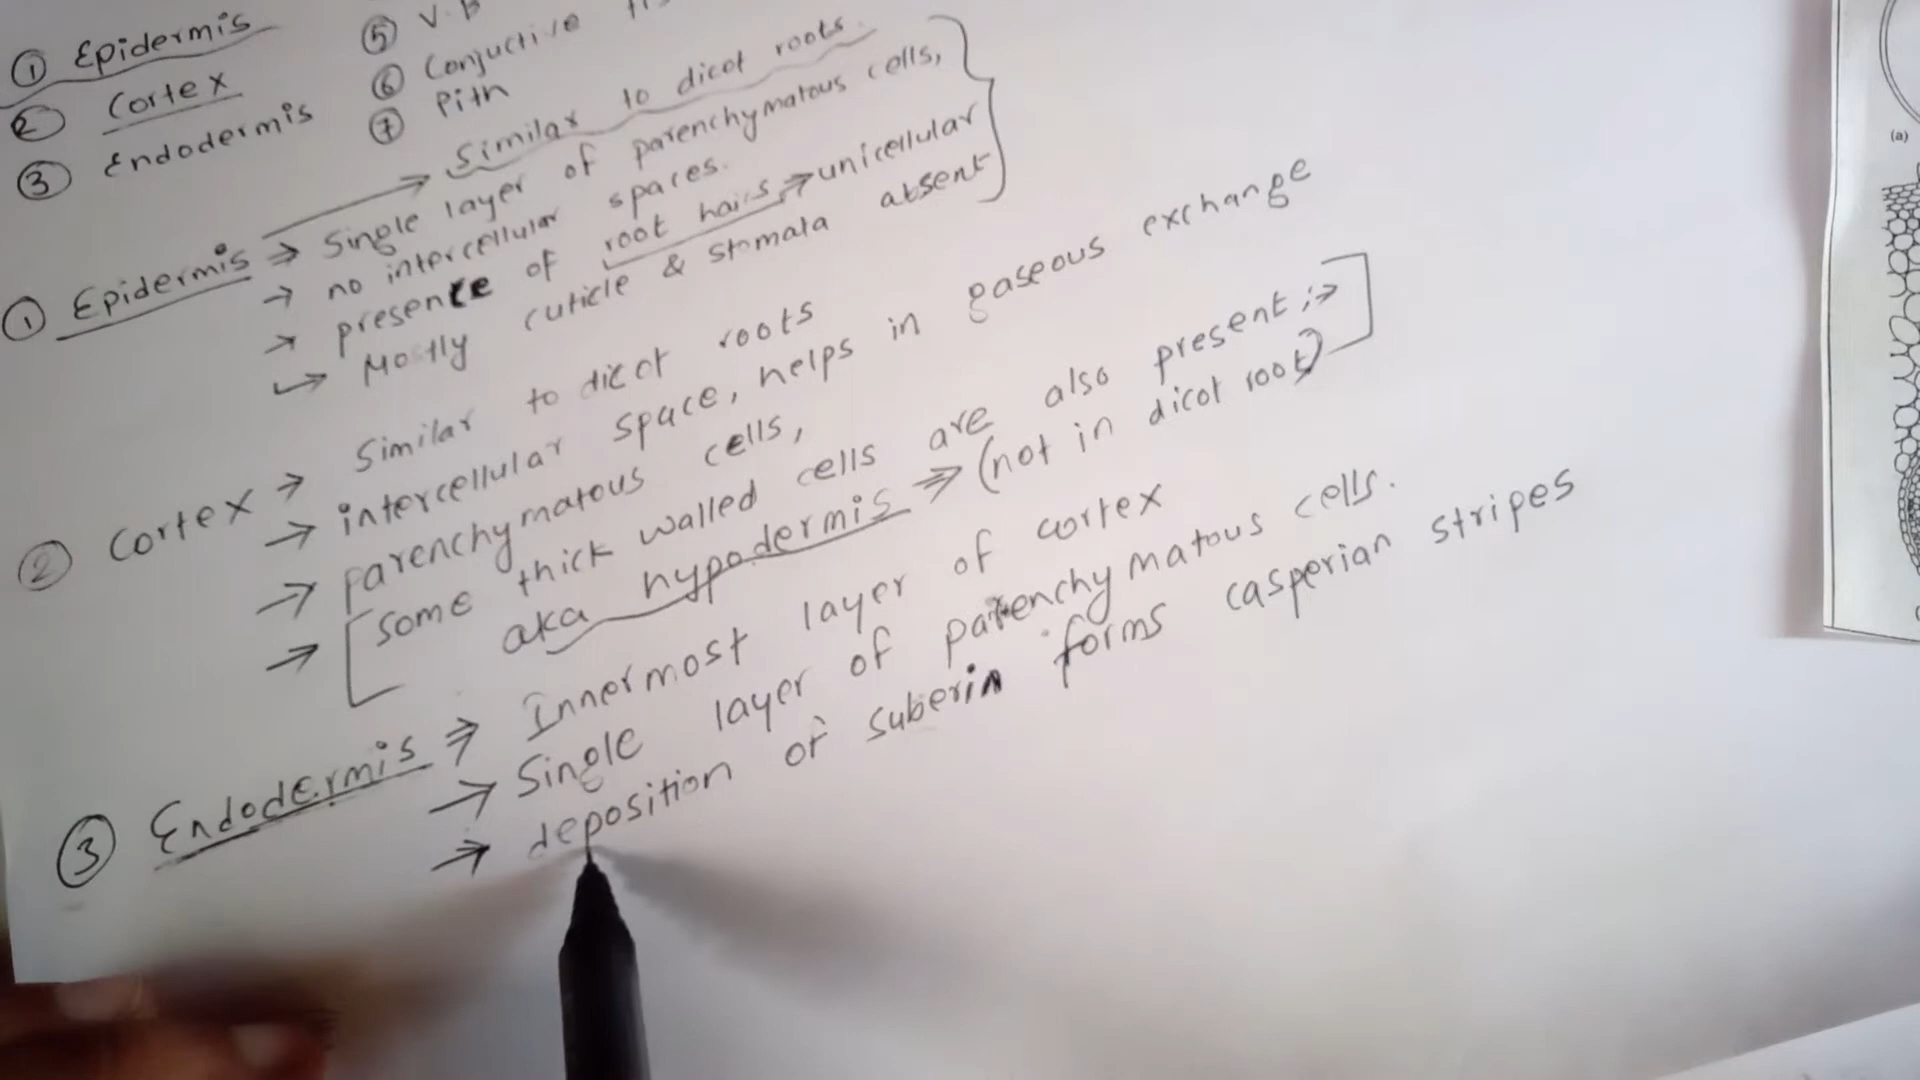 ① Epidermis
② Cortex
③ Endodermis
⑤ V.B
⑥ Conjuctive
⑦ Pith
① Epidermis → Similar to dicot roots.
→ Single layer of parenchymatous cells,
→ no intercellular spaces.
→ presence of root hairs → unicellular
→ Mostly cuticle & stomata absent
② Cortex → Similar to dicot roots
→ intercellular space, helps in gaseous exchange
→ parenchymatous cells,
→ [some thick walled cells are also present ;→]
aka hypodermis → (not in dicot root)
③ Endodermis → Innermost layer of cortex
→ Single layer of parenchymatous cells.
→ deposition of suberin forms casperian stripes
(a)